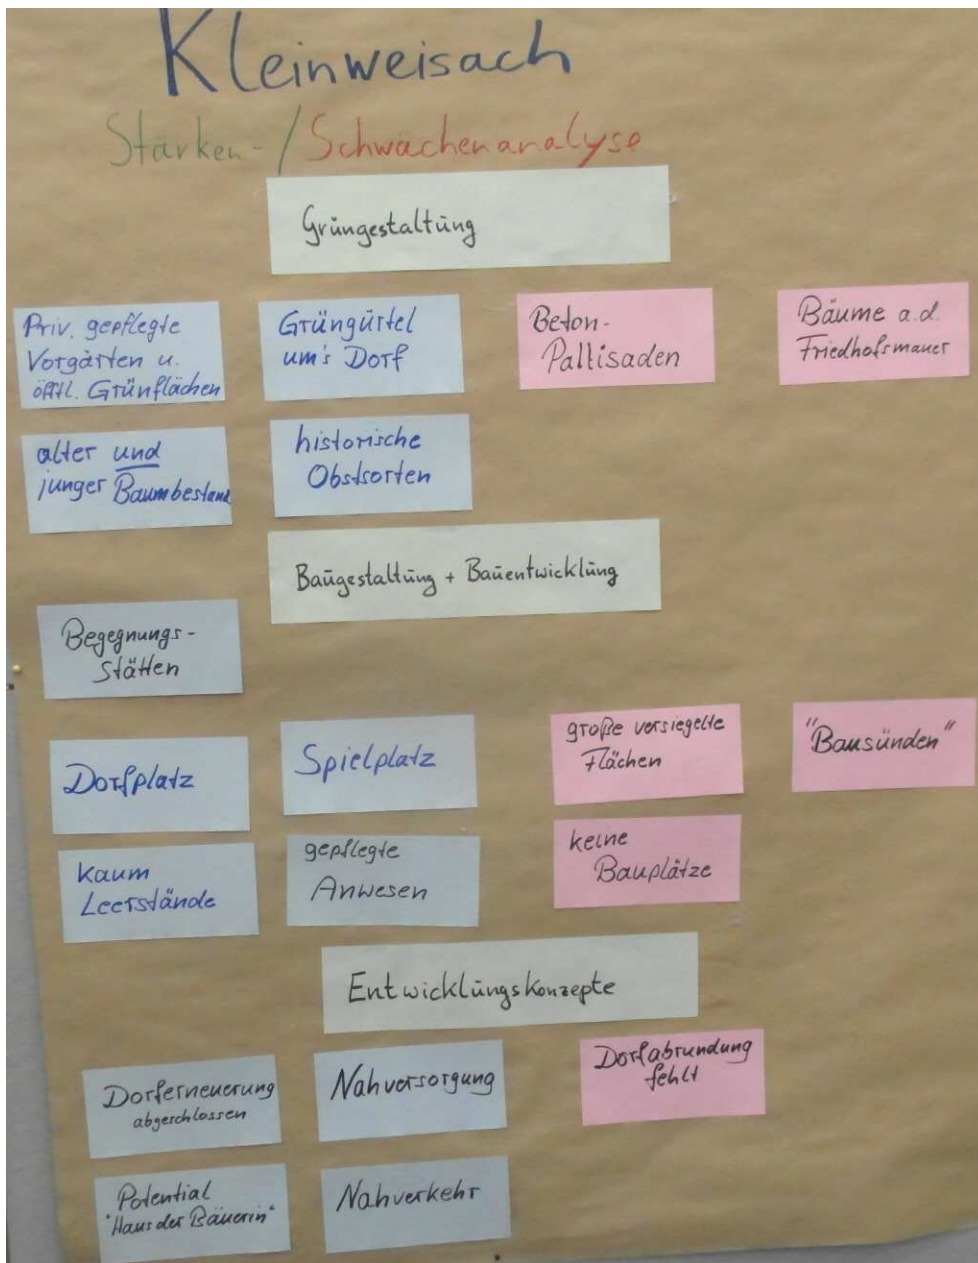 Kleinweisach
Stärken-/Schwächenanalyse
Grüngestaltung
Priv. gepflegte
Vorgärten u.
öfftl. Grünflächen
Grüngürtel
um's Dorf
Beton-
Pallisaden
Bäume a.d.
Friedhofsmauer
alter und
junger Baumbestand
historische
Obstsorten
Baugestaltung + Bauentwicklung
Begegnungs-
stätten
Dorfplatz
Spielplatz
große versiegelte
Flächen
"Bausünden"
kaum
Leerstände
gepflegte
Anwesen
keine
Bauplätze
Entwicklungskonzepte
Dorferneuerung
abgeschlossen
Nahversorgung
Dorfabrundung
fehlt
Potential
"Haus der Bäuerin"
Nahverkehr